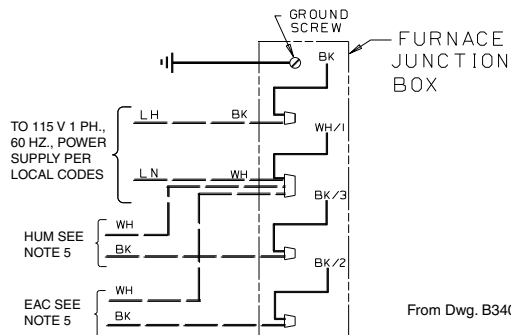 GROUND
SCREW
FURNACE
JUNCTION
BOX
BK
LH
BK
TO 115 V 1 PH.,
60 HZ., POWER
SUPPLY PER
LOCAL CODES
WH/1
LN
WH
BK/3
WH
HUM SEE
NOTE 5
BK
BK/2
WH
EAC SEE
NOTE 5
BK
From Dwg. B340